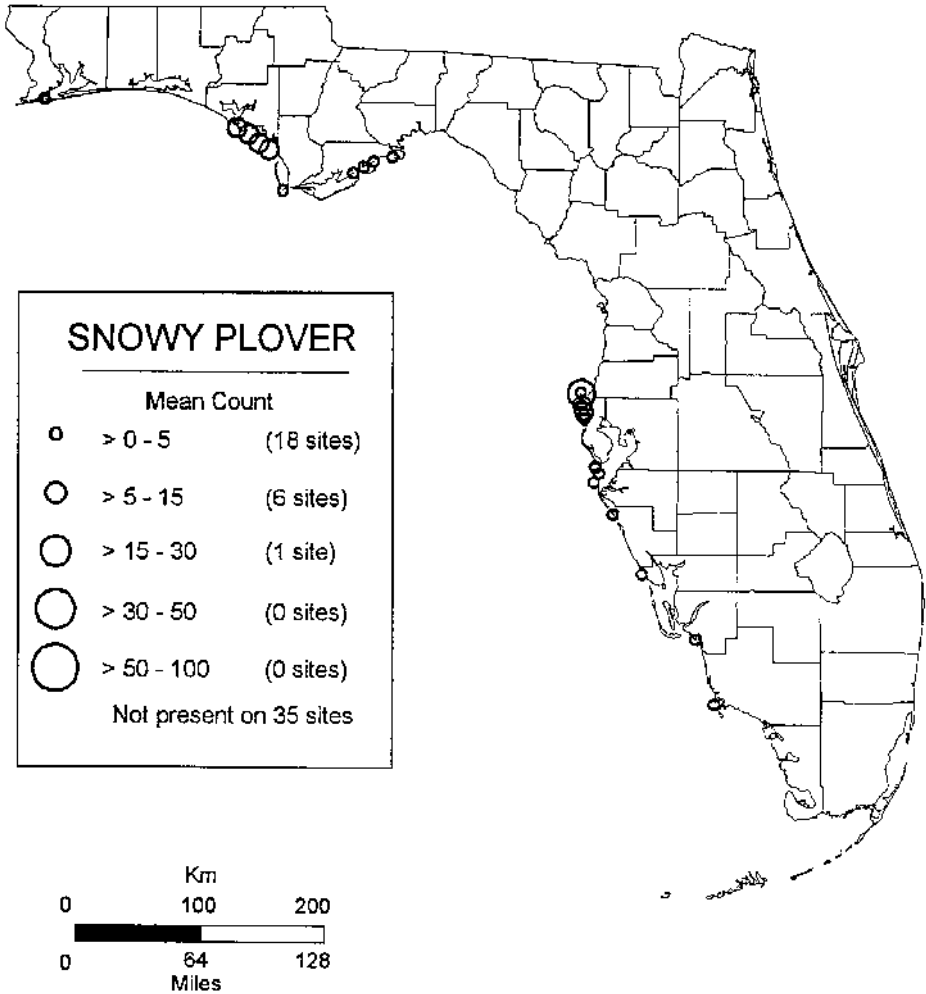 SNOWY PLOVER
Mean Count
> 0 - 5 (18 sites)
> 5 - 15 (6 sites)
> 15 - 30 (1 site)
> 30 - 50 (0 sites)
> 50 - 100 (0 sites)
Not present on 35 sites
Km
0 100 200
0 64 128
Miles